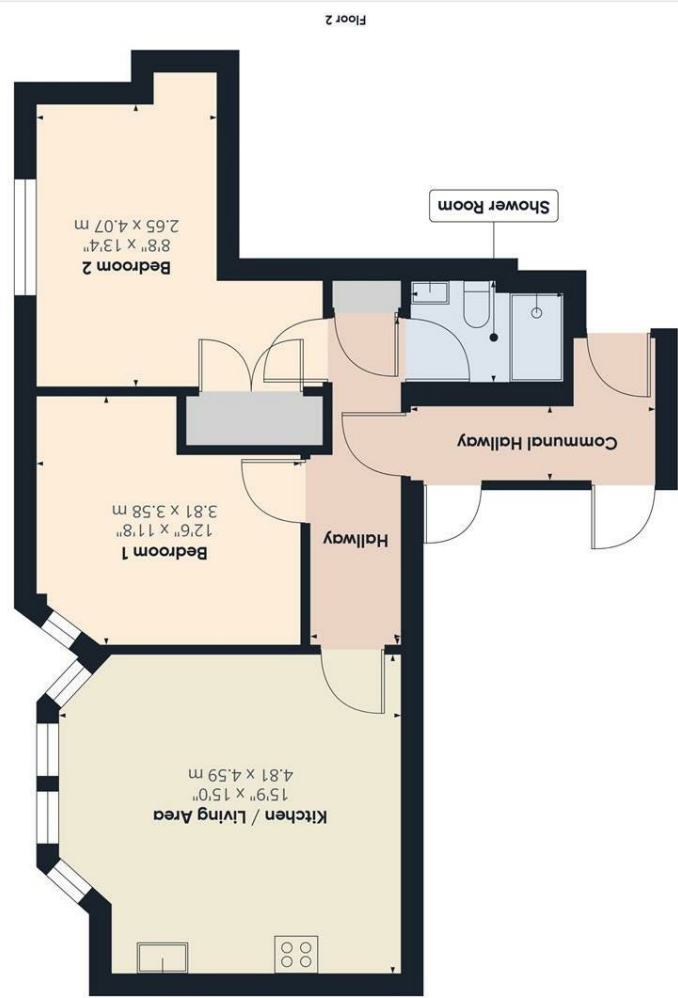 Kitchen / Living Area
15'9" x 15'0"
4.81 x 4.59 m
Bedroom 1
12'6" x 11'8"
3.81 x 3.58 m
Hallway
Communal Hallway
Bedroom 2
8'8" x 13'4"
2.65 x 4.07 m
Shower Room
Floor 2